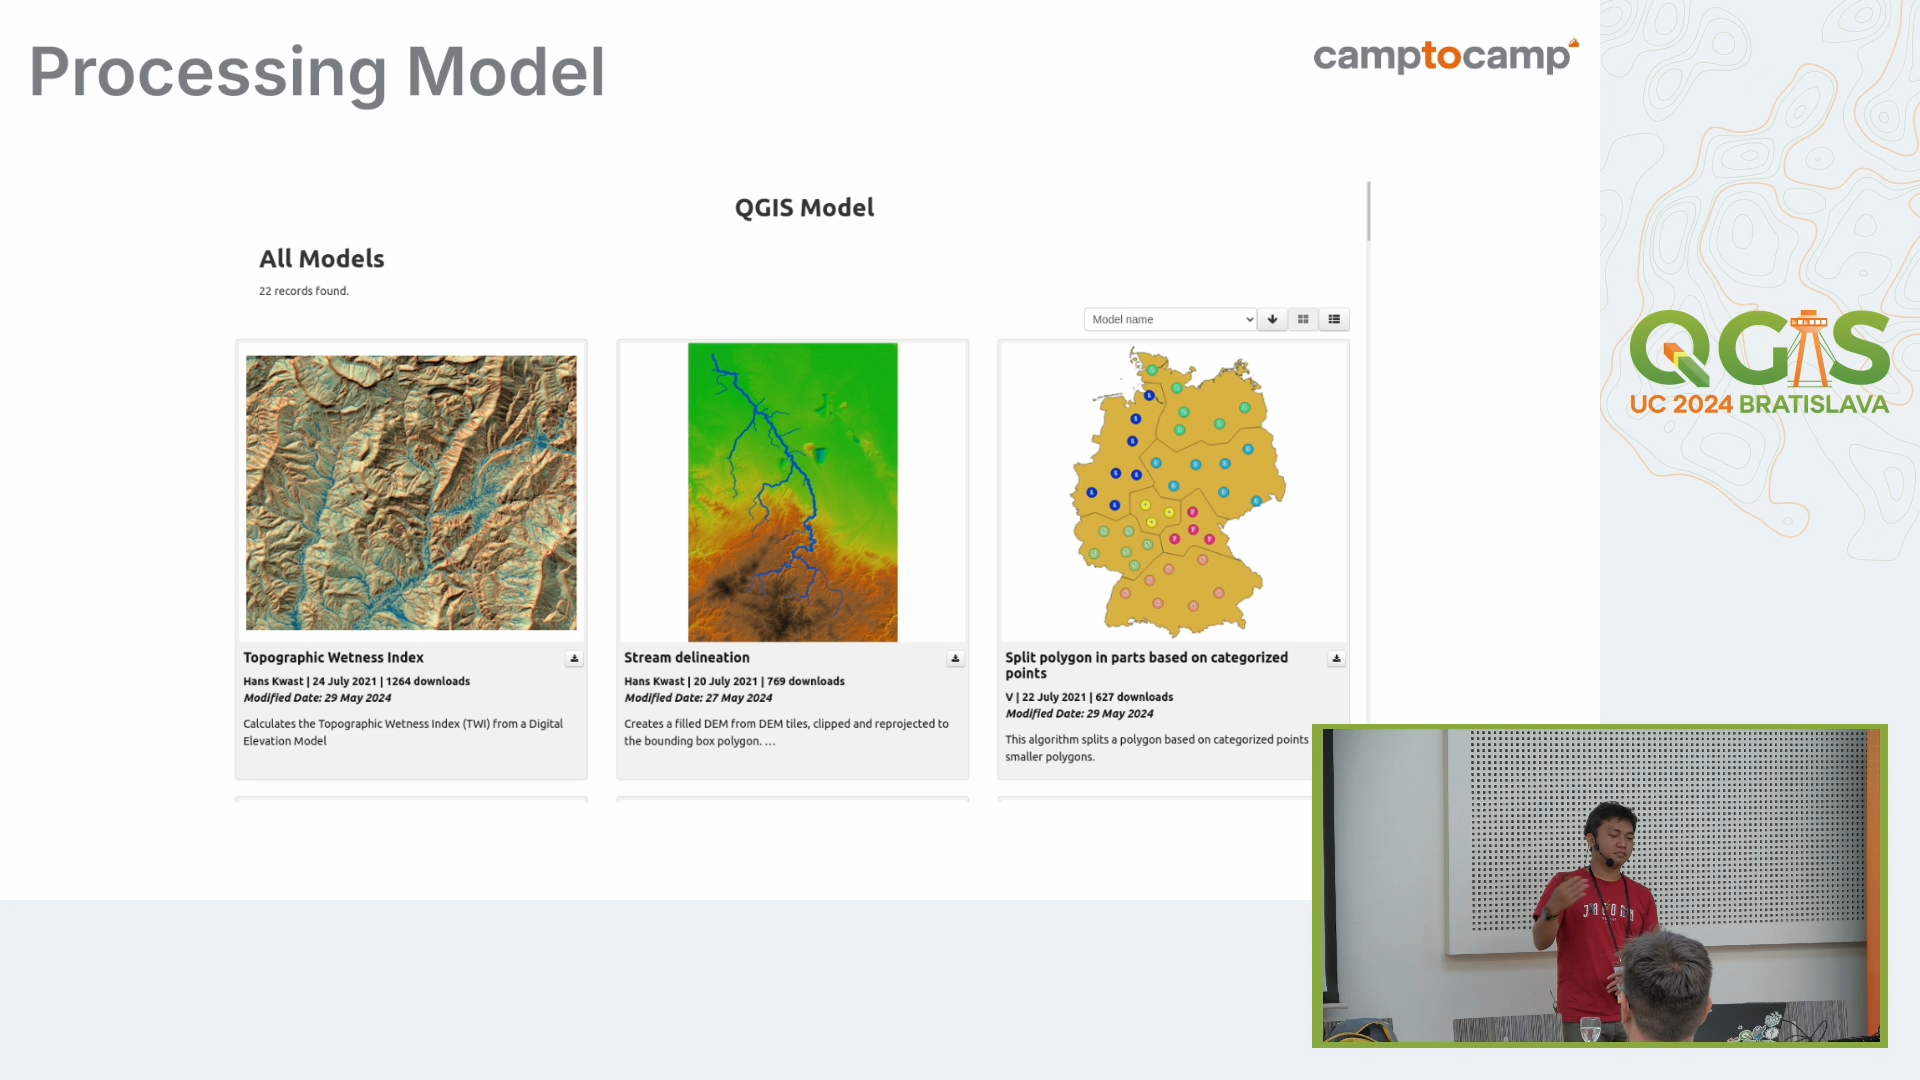 Processing Model
camptocamp
QGIS Model
All Models
22 records found.
Model name
Topographic Wetness Index
Hans Kwast | 24 July 2021 | 1264 downloads
Modified Date: 29 May 2024
Calculates the Topographic Wetness Index (TWI) from a Digital
Elevation Model
Stream delineation
Hans Kwast | 20 July 2021 | 769 downloads
Modified Date: 27 May 2024
Creates a filled DEM from DEM tiles, clipped and reprojected to
the bounding box polygon. ...
Split polygon in parts based on categorized
points
V | 22 July 2021 | 627 downloads
Modified Date: 29 May 2024
This algorithm splits a polygon based on categorized points
smaller polygons.
QGIS
UC 2024 BRATISLAVA